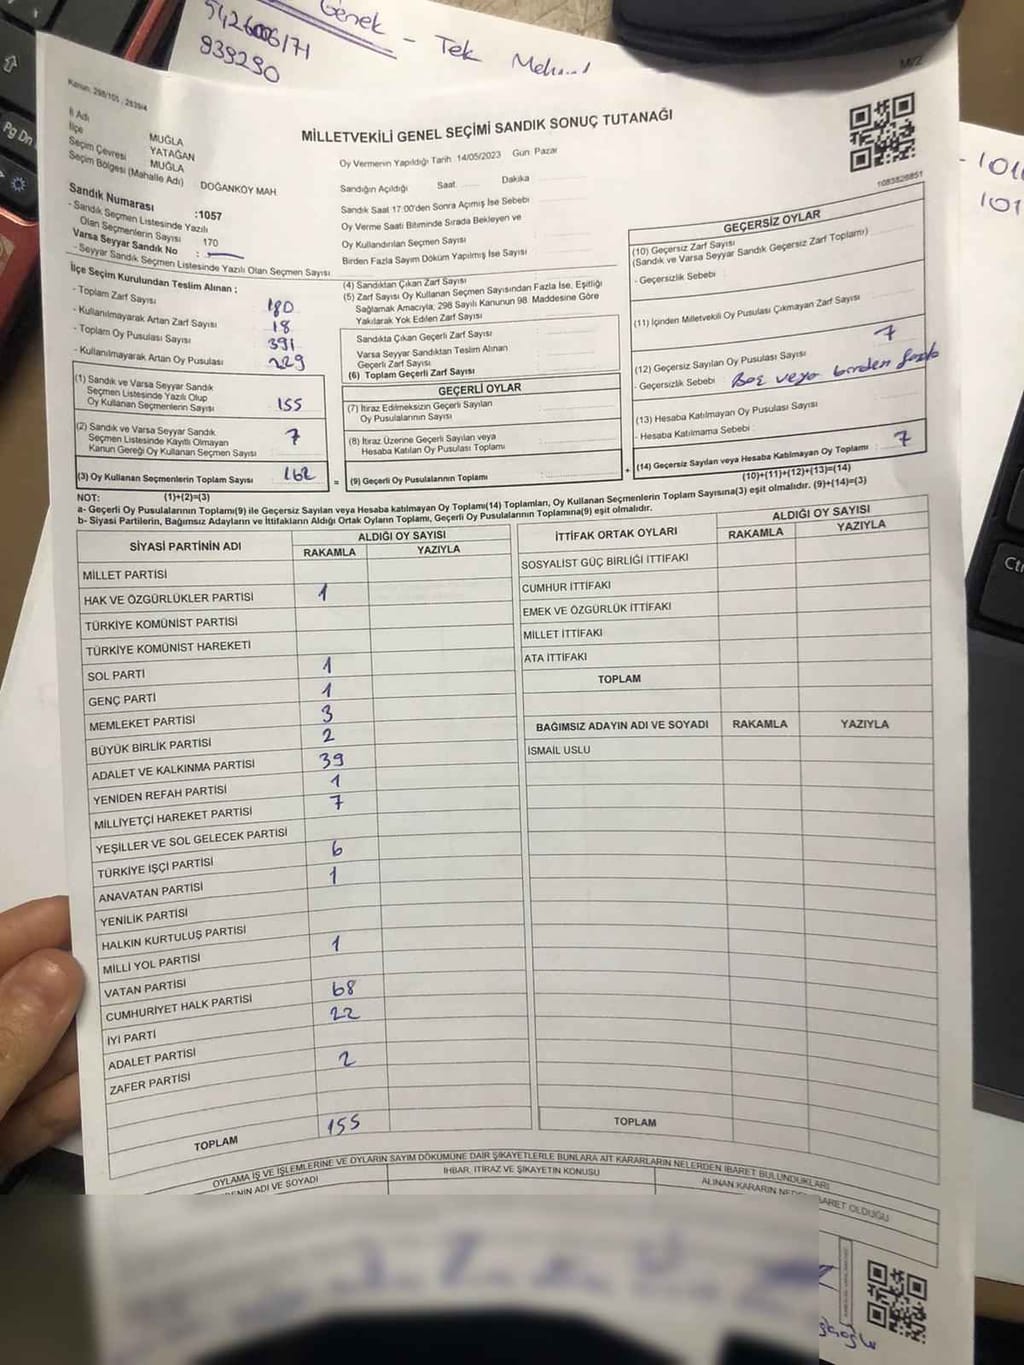 Genek - Tek
5426006171
939290
M/2
Kanun: 298/105 , 2839/4
MİLLETVEKİLİ GENEL SEÇİMİ SANDIK SONUÇ TUTANAĞI
İl Adı MUĞLA
İlçe YATAĞAN
Seçim Çevresi MUĞLA
Seçim Bölgesi (Mahalle Adı) DOĞANKÖY MAH.
Sandık Numarası :1057
- Sandık Seçmen Listesinde Yazılı
Olan Seçmenlerin Sayısı 170
Varsa Seyyar Sandık No :
- Seyyar Sandık Seçmen Listesinde Yazılı Olan Seçmen Sayısı
Oy Vermenin Yapıldığı Tarih 14/05/2023 Gün: Pazar
Sandığın Açıldığı Saat Dakika
Sandık Saat 17:00'den Sonra Açımış İse Sebebi
Oy Verme Saati Bitiminde Sırada Bekleyen ve
Oy Kullandırılan Seçmen Sayısı
Birden Fazla Sayım Döküm Yapılmış İse Sayısı
1083826851
İlçe Seçim Kurulundan Teslim Alınan :
- Toplam Zarf Sayısı 180
- Kullanılmayarak Artan Zarf Sayısı 18
- Toplam Oy Pusulası Sayısı 391
- Kullanılmayarak Artan Oy Pusulası 229
(1) Sandık ve Varsa Seyyar Sandık
Seçmen Listesinde Yazılı Olup
Oy Kullanan Seçmenlerin Sayısı 155
(2) Sandık ve Varsa Seyyar Sandık
Seçmen Listesinde Kayıtlı Olmayan
Kanun Gereği Oy Kullanan Seçmen Sayısı 7
(3) Oy Kullanan Seçmenlerin Toplam Sayısı 162
(1)+(2)=(3)
(4) Sandıktan Çıkan Zarf Sayısı
(5) Zarf Sayısı Oy Kullanan Seçmen Sayısından Fazla İse, Eşitliği
Sağlamak Amacıyla, 298 Sayılı Kanunun 98. Maddesine Göre
Yakılarak Yok Edilen Zarf Sayısı
Sandıkta Çıkan Geçerli Zarf Sayısı
Varsa Seyyar Sandıktan Teslim Alınan
Geçerli Zarf Sayısı
(6) Toplam Geçerli Zarf Sayısı
GEÇERLİ OYLAR
(7) İtiraz Edilmeksizin Geçerli Sayılan
Oy Pusulalarının Sayısı
(8) İtiraz Üzerine Geçerli Sayılan veya
Hesaba Katılan Oy Pusulası Toplamı
= (9) Geçerli Oy Pusulalarının Toplamı +
GEÇERSİZ OYLAR
(10) Geçersiz Zarf Sayısı
(Sandık ve Varsa Seyyar Sandık Geçersiz Zarf Toplamı)
- Geçersizlik Sebebi
(11) İçinden Milletvekili Oy Pusulası Çıkmayan Zarf Sayısı
(12) Geçersiz Sayılan Oy Pusulası Sayısı 7
- Geçersizlik Sebebi Boş veya birden fazla
(13) Hesaba Katılmayan Oy Pusulası Sayısı
- Hesaba Katılmama Sebebi
(14) Geçersiz Sayılan veya Hesaba Katılmayan Oy Toplamı 7
(10)+(11)+(12)+(13)=(14)
NOT:
a- Geçerli Oy Pusulalarının Toplamı(9) ile Geçersiz Sayılan veya Hesaba katılmayan Oy Toplamı(14) Toplamları, Oy Kullanan Seçmenlerin Toplam Sayısına(3) eşit olmalıdır. (9)+(14)=(3)
b- Siyasi Partilerin, Bağımsız Adayların ve İttifakların Aldığı Ortak Oyların Toplamı, Geçerli Oy Pusulalarının Toplamına(9) eşit olmalıdır.
SİYASİ PARTİNİN ADI ALDIĞI OY SAYISI
RAKAMLA YAZIYLA
MİLLET PARTİSİ
HAK VE ÖZGÜRLÜKLER PARTİSİ 1
TÜRKİYE KOMÜNİST PARTİSİ
TÜRKİYE KOMÜNİST HAREKETİ
SOL PARTİ 1
GENÇ PARTİ 1
MEMLEKET PARTİSİ 3
BÜYÜK BİRLİK PARTİSİ 2
ADALET VE KALKINMA PARTİSİ 39
YENİDEN REFAH PARTİSİ 1
MİLLİYETÇİ HAREKET PARTİSİ 7
YEŞİLLER VE SOL GELECEK PARTİSİ
TÜRKİYE İŞÇİ PARTİSİ 6
ANAVATAN PARTİSİ 1
YENİLİK PARTİSİ
HALKIN KURTULUŞ PARTİSİ
MİLLİ YOL PARTİSİ 1
VATAN PARTİSİ
CUMHURİYET HALK PARTİSİ 68
İYİ PARTİ 22
ADALET PARTİSİ
ZAFER PARTİSİ 2
TOPLAM 155
İTTİFAK ORTAK OYLARI ALDIĞI OY SAYISI
RAKAMLA YAZIYLA
SOSYALİST GÜÇ BİRLİĞİ İTTİFAKI
CUMHUR İTTİFAKI
EMEK VE ÖZGÜRLÜK İTTİFAKI
MİLLET İTTİFAKI
ATA İTTİFAKI
TOPLAM
BAĞIMSIZ ADAYIN ADI VE SOYADI RAKAMLA YAZIYLA
İSMAİL USLU
TOPLAM
OYLAMA İŞ VE İŞLEMLERİNE VE OYLARIN SAYIM DÖKÜMÜNE DAİR ŞİKAYETLERLE BUNLARA AİT KARARLARIN NELERDEN İBARET BULUNDUKLARI
ADI VE SOYADI İHBAR, İTİRAZ VE ŞİKAYETİN KONUSU ALINAN KARARIN İBARET OLDUĞU
Pg Dn